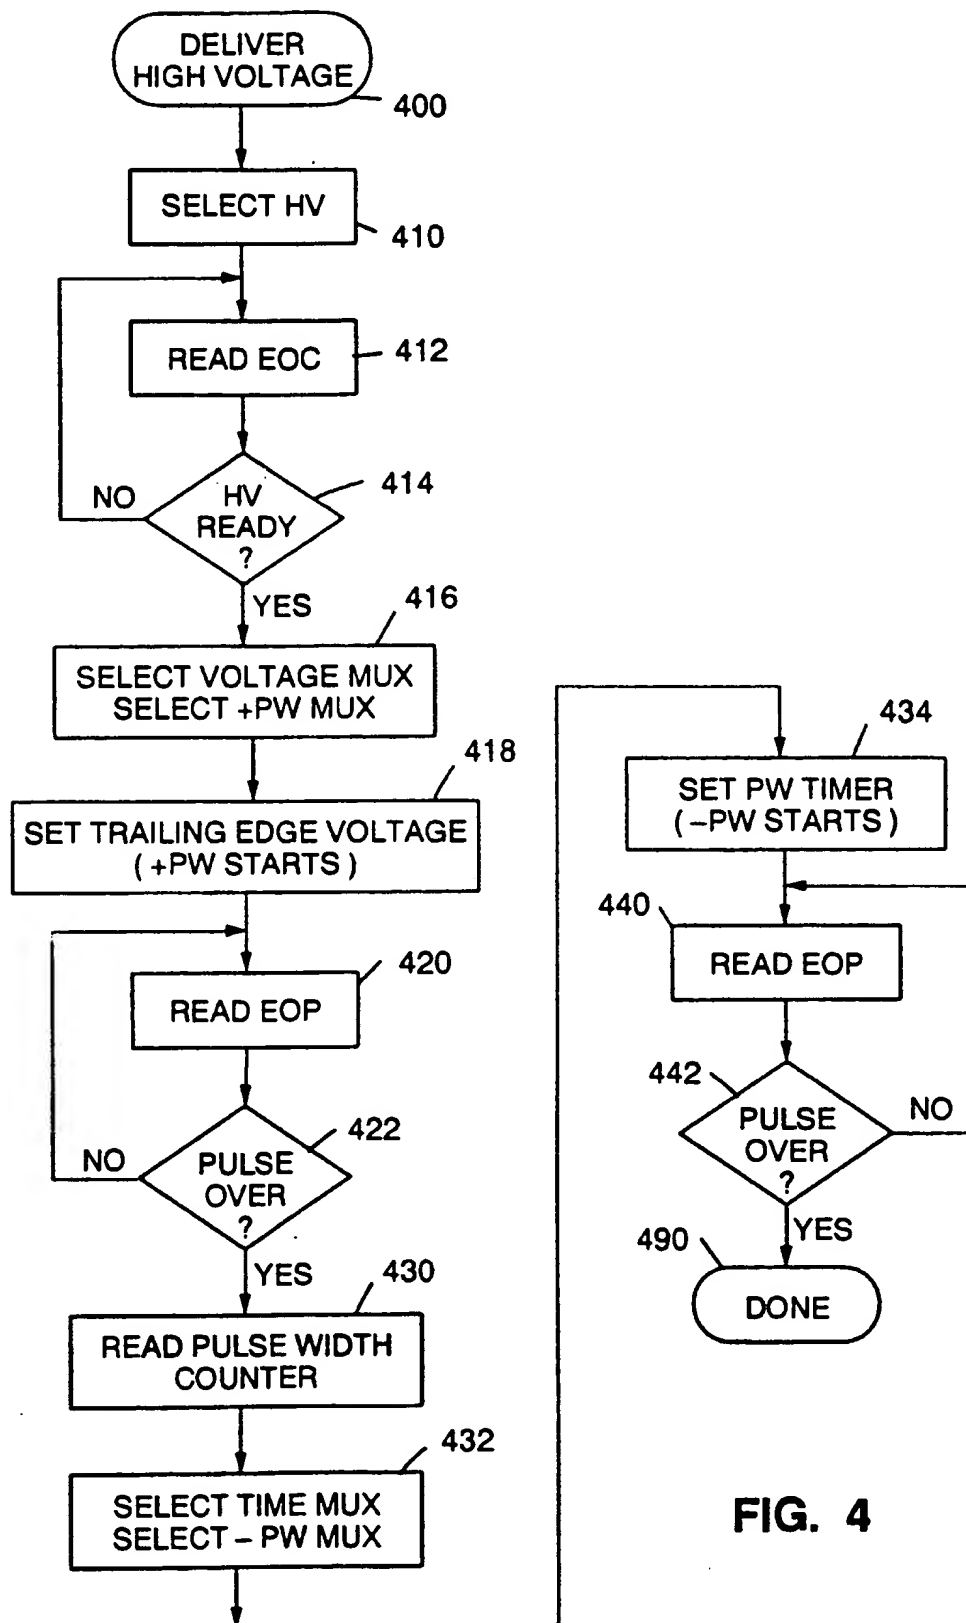 DELIVER
HIGH VOLTAGE
400
SELECT HV
410
READ EOC
412
HV
READY
?
414
NO
YES
416
SELECT VOLTAGE MUX
SELECT +PW MUX
418
SET TRAILING EDGE VOLTAGE
( +PW STARTS )
420
READ EOP
422
PULSE
OVER
?
NO
YES
430
READ PULSE WIDTH
COUNTER
432
SELECT TIME MUX
SELECT – PW MUX
434
SET PW TIMER
( –PW STARTS )
440
READ EOP
442
PULSE
OVER
?
NO
YES
490
DONE
FIG. 4